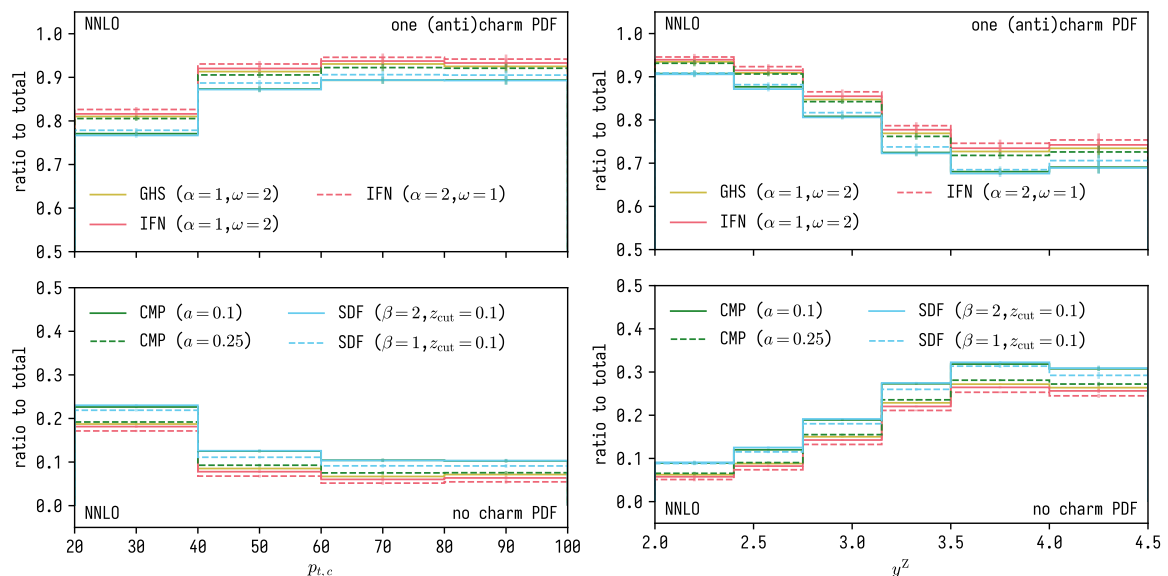 NNLO one (anti)charm PDF
ratio to total
1.0
0.9
0.8
0.7
0.6
0.5
GHS (α=1,ω=2)
IFN (α=1,ω=2)
IFN (α=2,ω=1)
NNLO one (anti)charm PDF
ratio to total
1.0
0.9
0.8
0.7
0.6
0.5
GHS (α=1,ω=2)
IFN (α=1,ω=2)
IFN (α=2,ω=1)
ratio to total
0.5
0.4
0.3
0.2
0.1
0.0
CMP (a=0.1)
CMP (a=0.25)
SDF (β=2,z_cut=0.1)
SDF (β=1,z_cut=0.1)
NNLO no charm PDF
20 30 40 50 60 70 80 90 100
p_t,c
ratio to total
0.5
0.4
0.3
0.2
0.1
0.0
CMP (a=0.1)
CMP (a=0.25)
SDF (β=2,z_cut=0.1)
SDF (β=1,z_cut=0.1)
NNLO no charm PDF
2.0 2.5 3.0 3.5 4.0 4.5
y^Z